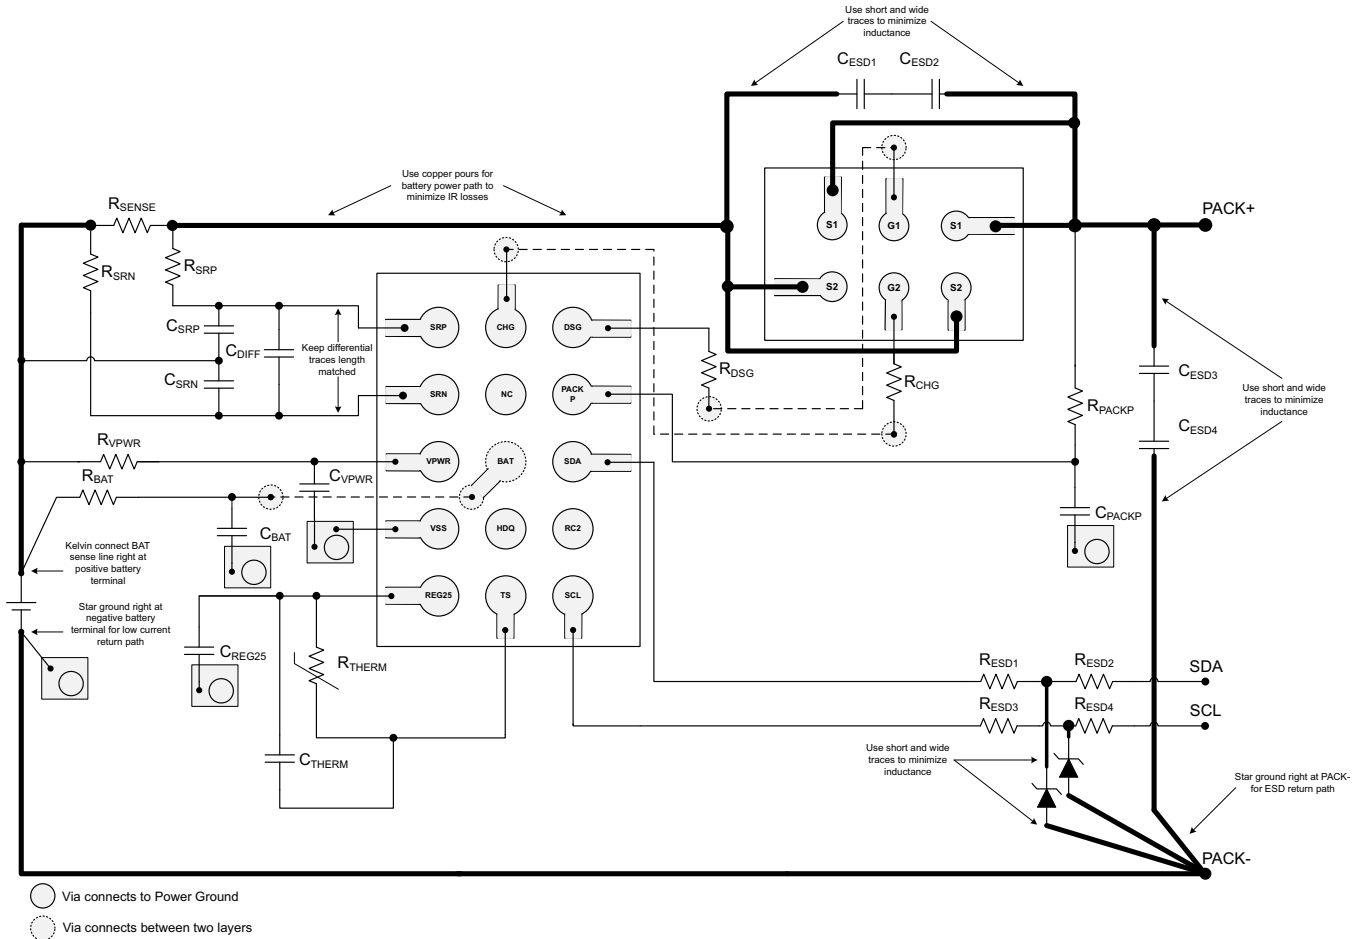 Use short and wide
traces to minimize
inductance
CESD1
CESD2
Use copper pours for
battery power path to
minimize IR losses
RSENSE
PACK+
S1
G1
S1
RSRN
RSRP
S2
G2
S2
CSRP
CDIFF
CSRN
Keep differential
traces length
matched
SRP
CHG
DSG
RDSG
RCHG
CESD3
Use short and wide
traces to minimize
inductance
CESD4
RPACKP
SRN
NC
PACK
P
RVPWR
RBAT
CVPWR
VPWR
BAT
SDA
CBAT
VSS
HDQ
RC2
CPACKP
Kelvin connect BAT
sense line right at
positive battery
terminal
Star ground right at
negative battery
terminal for low current
return path
REG25
TS
SCL
CREG25
RTHERM
CTHERM
RESD1
RESD2
SDA
RESD3
RESD4
SCL
Use short and wide
traces to minimize
inductance
Star ground right at PACK-
for ESD return path
PACK-
Via connects to Power Ground
Via connects between two layers